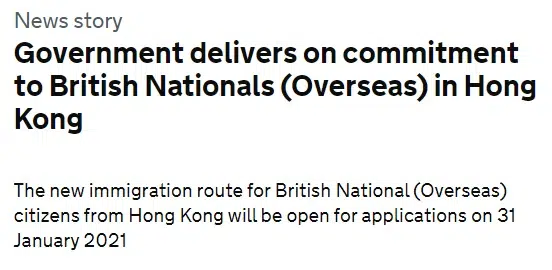 News story
Government delivers on commitment
to British Nationals (Overseas) in Hong
Kong
The new immigration route for British National (Overseas)
citizens from Hong Kong will be open for applications on 31
January 2021